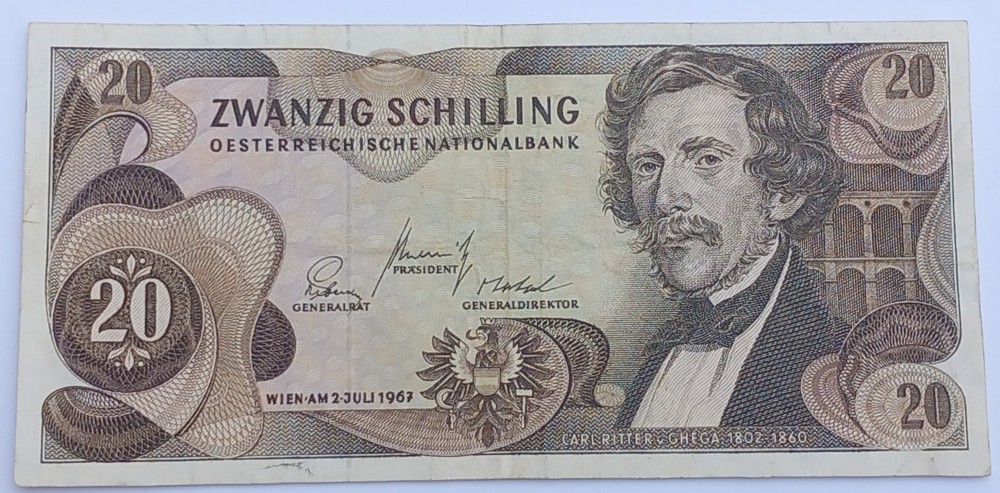 20
20
ZWANZIG SCHILLING
OESTERREICHISCHE NATIONALBANK
PRÄSIDENT
GENERALRAT
GENERALDIREKTOR
20
WIEN·AM 2·JULI 1967
20
CARL·RITTER v·GHEGA·1802-1860